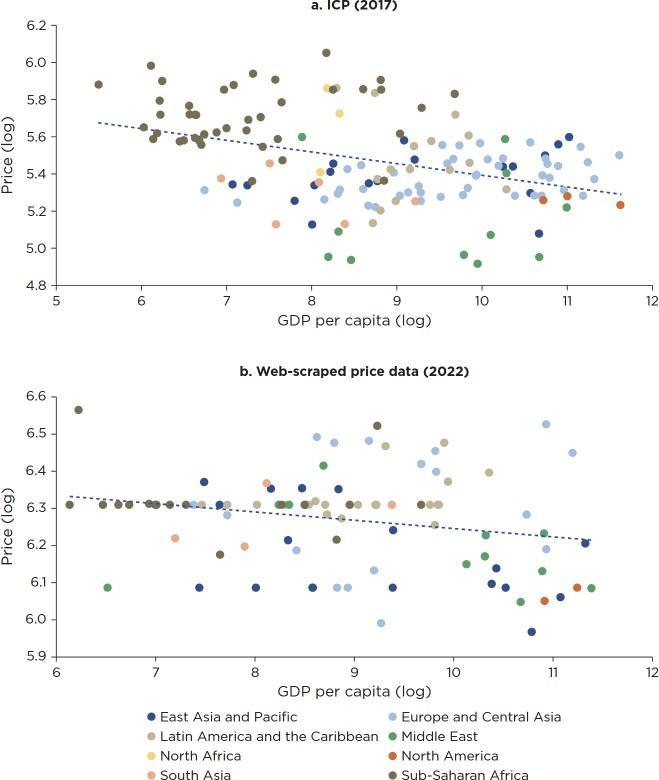 a. ICP (2017)
6.2
6.0
5.8
5.6
5.4
5.2
5.0
4.8
Price (log)
5 6 7 8 9 10 11 12
GDP per capita (log)
b. Web-scraped price data (2022)
6.6
6.5
6.4
6.3
6.2
6.1
6.0
5.9
Price (log)
6 7 8 9 10 11 12
GDP per capita (log)
East Asia and Pacific Europe and Central Asia
Latin America and the Caribbean Middle East
North Africa North America
South Asia Sub-Saharan Africa